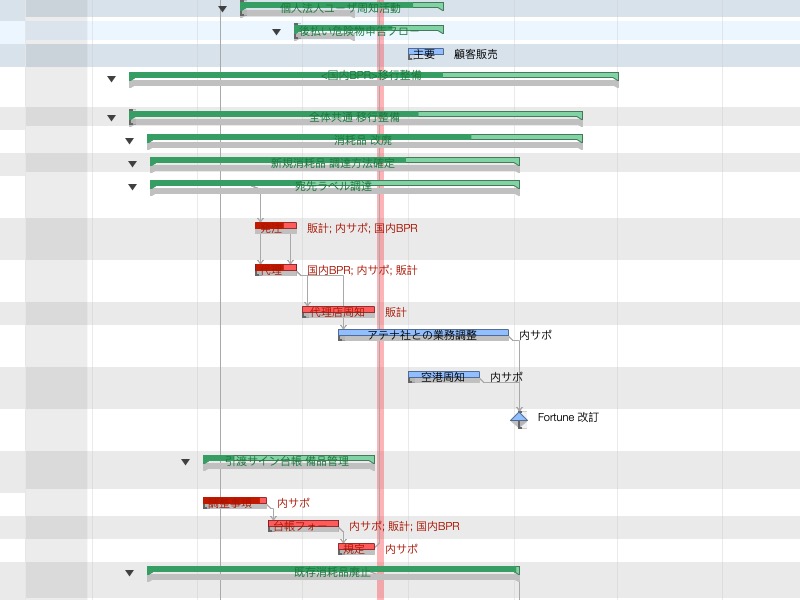 個人法人ユーザ周知活動
後払い危険物申告フロー
主要 顧客販売
<国内BPR>移行整備
全体共通 移行整備
消耗品 改廃
新規消耗品 調達方法確定
宛先ラベル調達
発注 販計; 内サポ; 国内BPR
代理 国内BPR; 内サポ; 販計
代理店周知 販計
アテナ社との業務調整 内サポ
空港周知 内サポ
Fortune 改訂
引渡サイン台帳 備品管理
調整事項 内サポ
台帳フォー 内サポ; 販計; 国内BPR
規定 内サポ
既存消耗品廃止